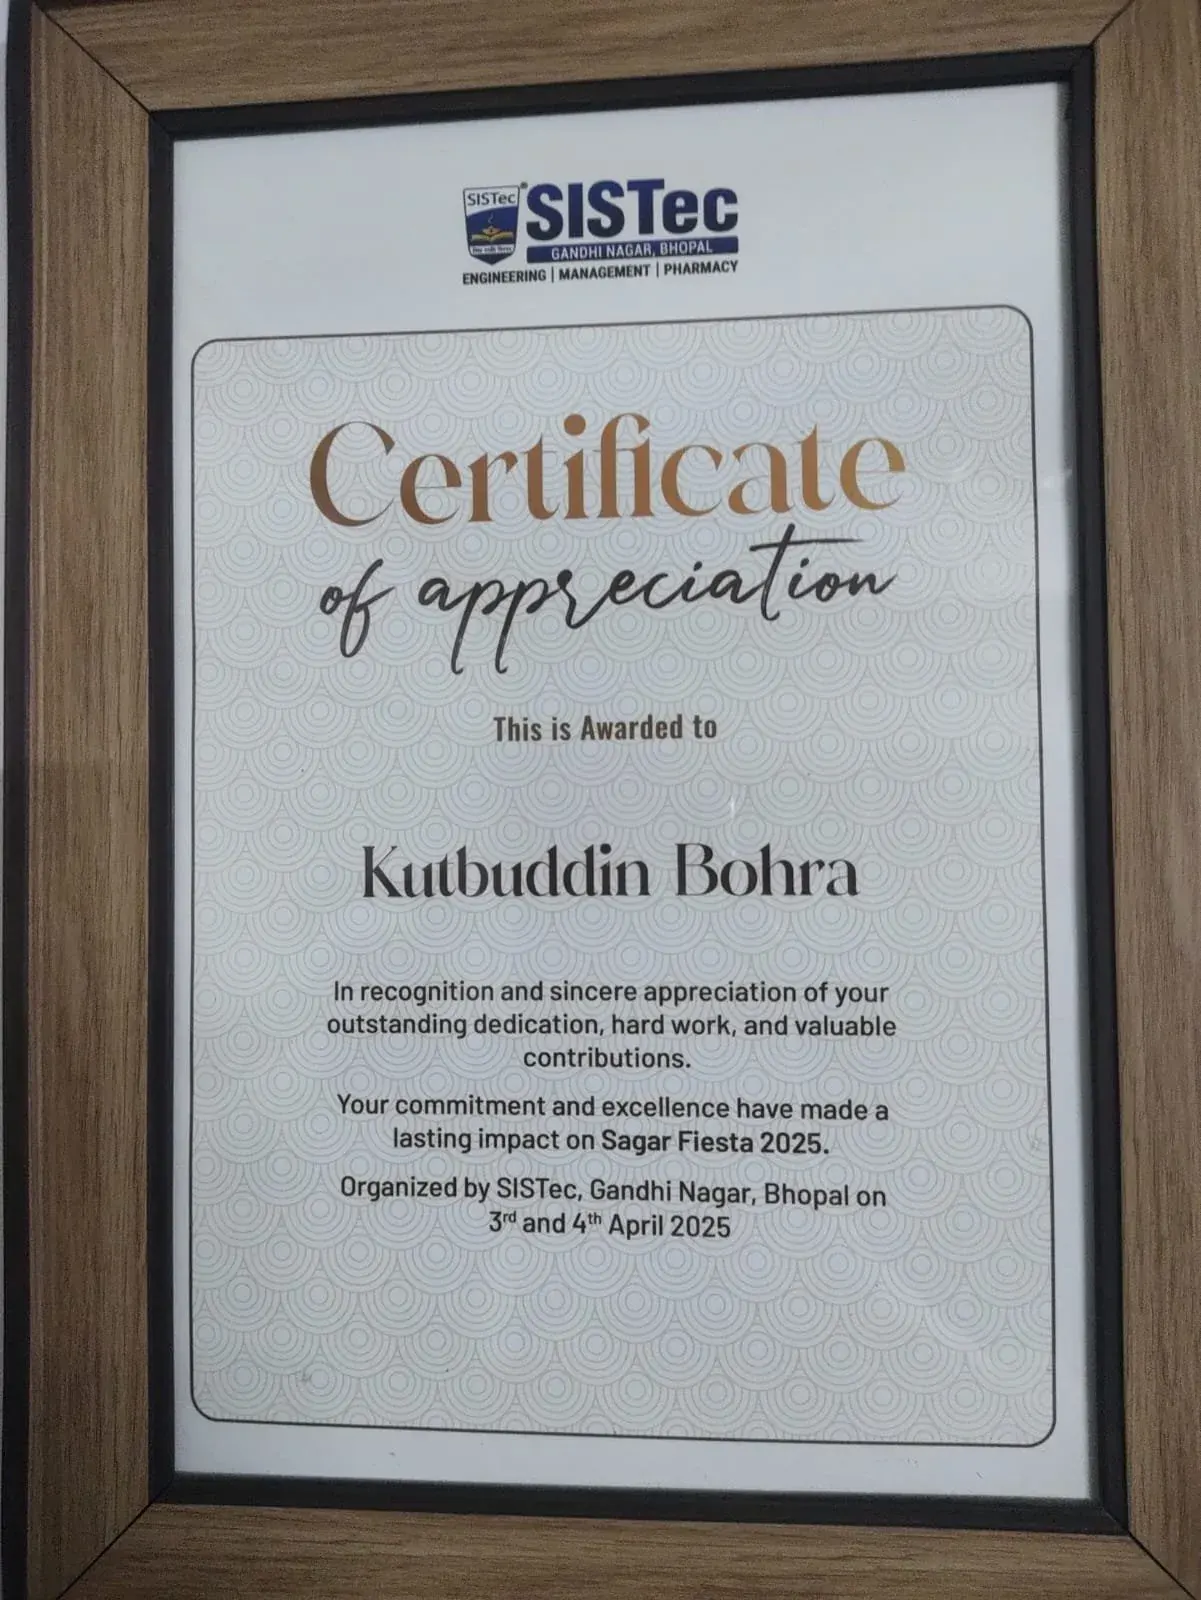 SISTec
SISTec
GANDHI NAGAR, BHOPAL
ENGINEERING | MANAGEMENT | PHARMACY
Certificate
of appreciation
This is Awarded to
Kutbuddin Bohra
In recognition and sincere appreciation of your
outstanding dedication, hard work, and valuable
contributions.
Your commitment and excellence have made a
lasting impact on Sagar Fiesta 2025.
Organized by SISTec, Gandhi Nagar, Bhopal on
3rd and 4th April 2025